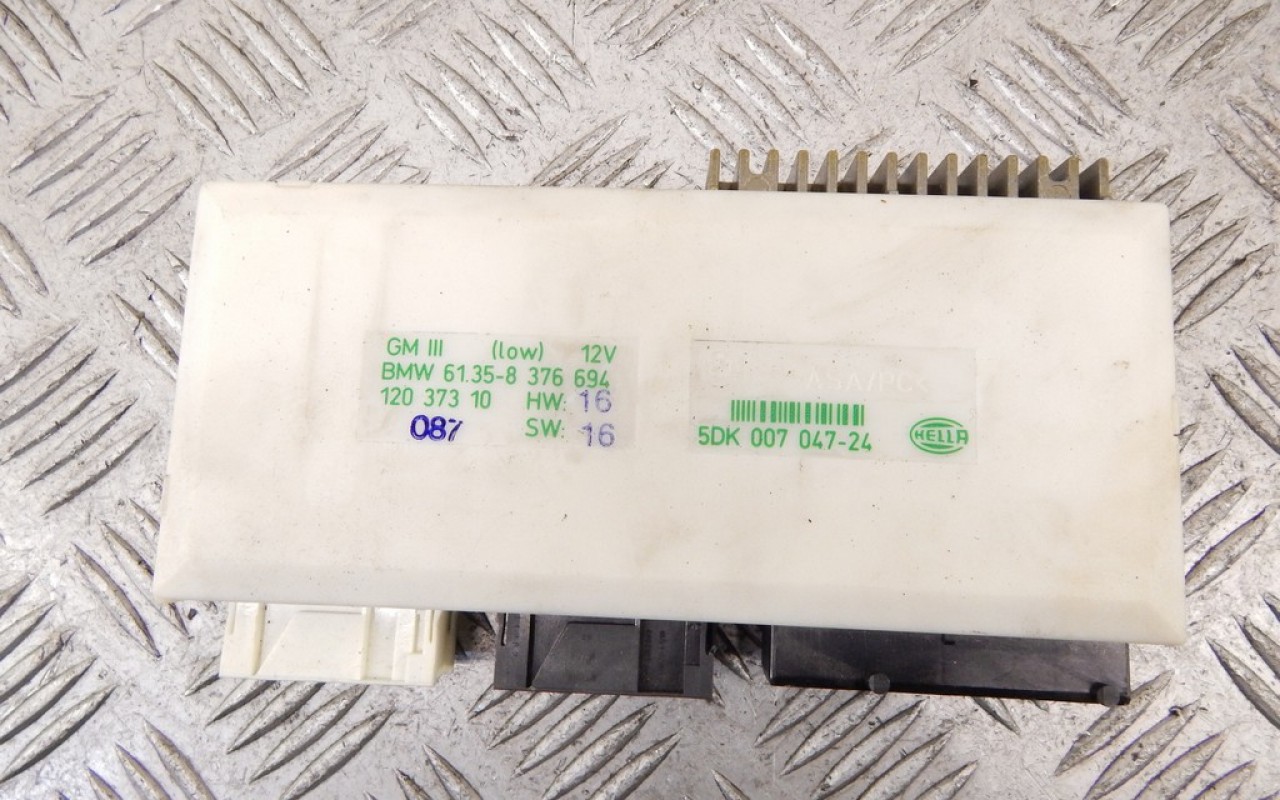 GM III (low) 12V
BMW 61.35-8 376 694
120 373 10 HW: 16
087 SW: 16
5DK 007 047-24
HELLA